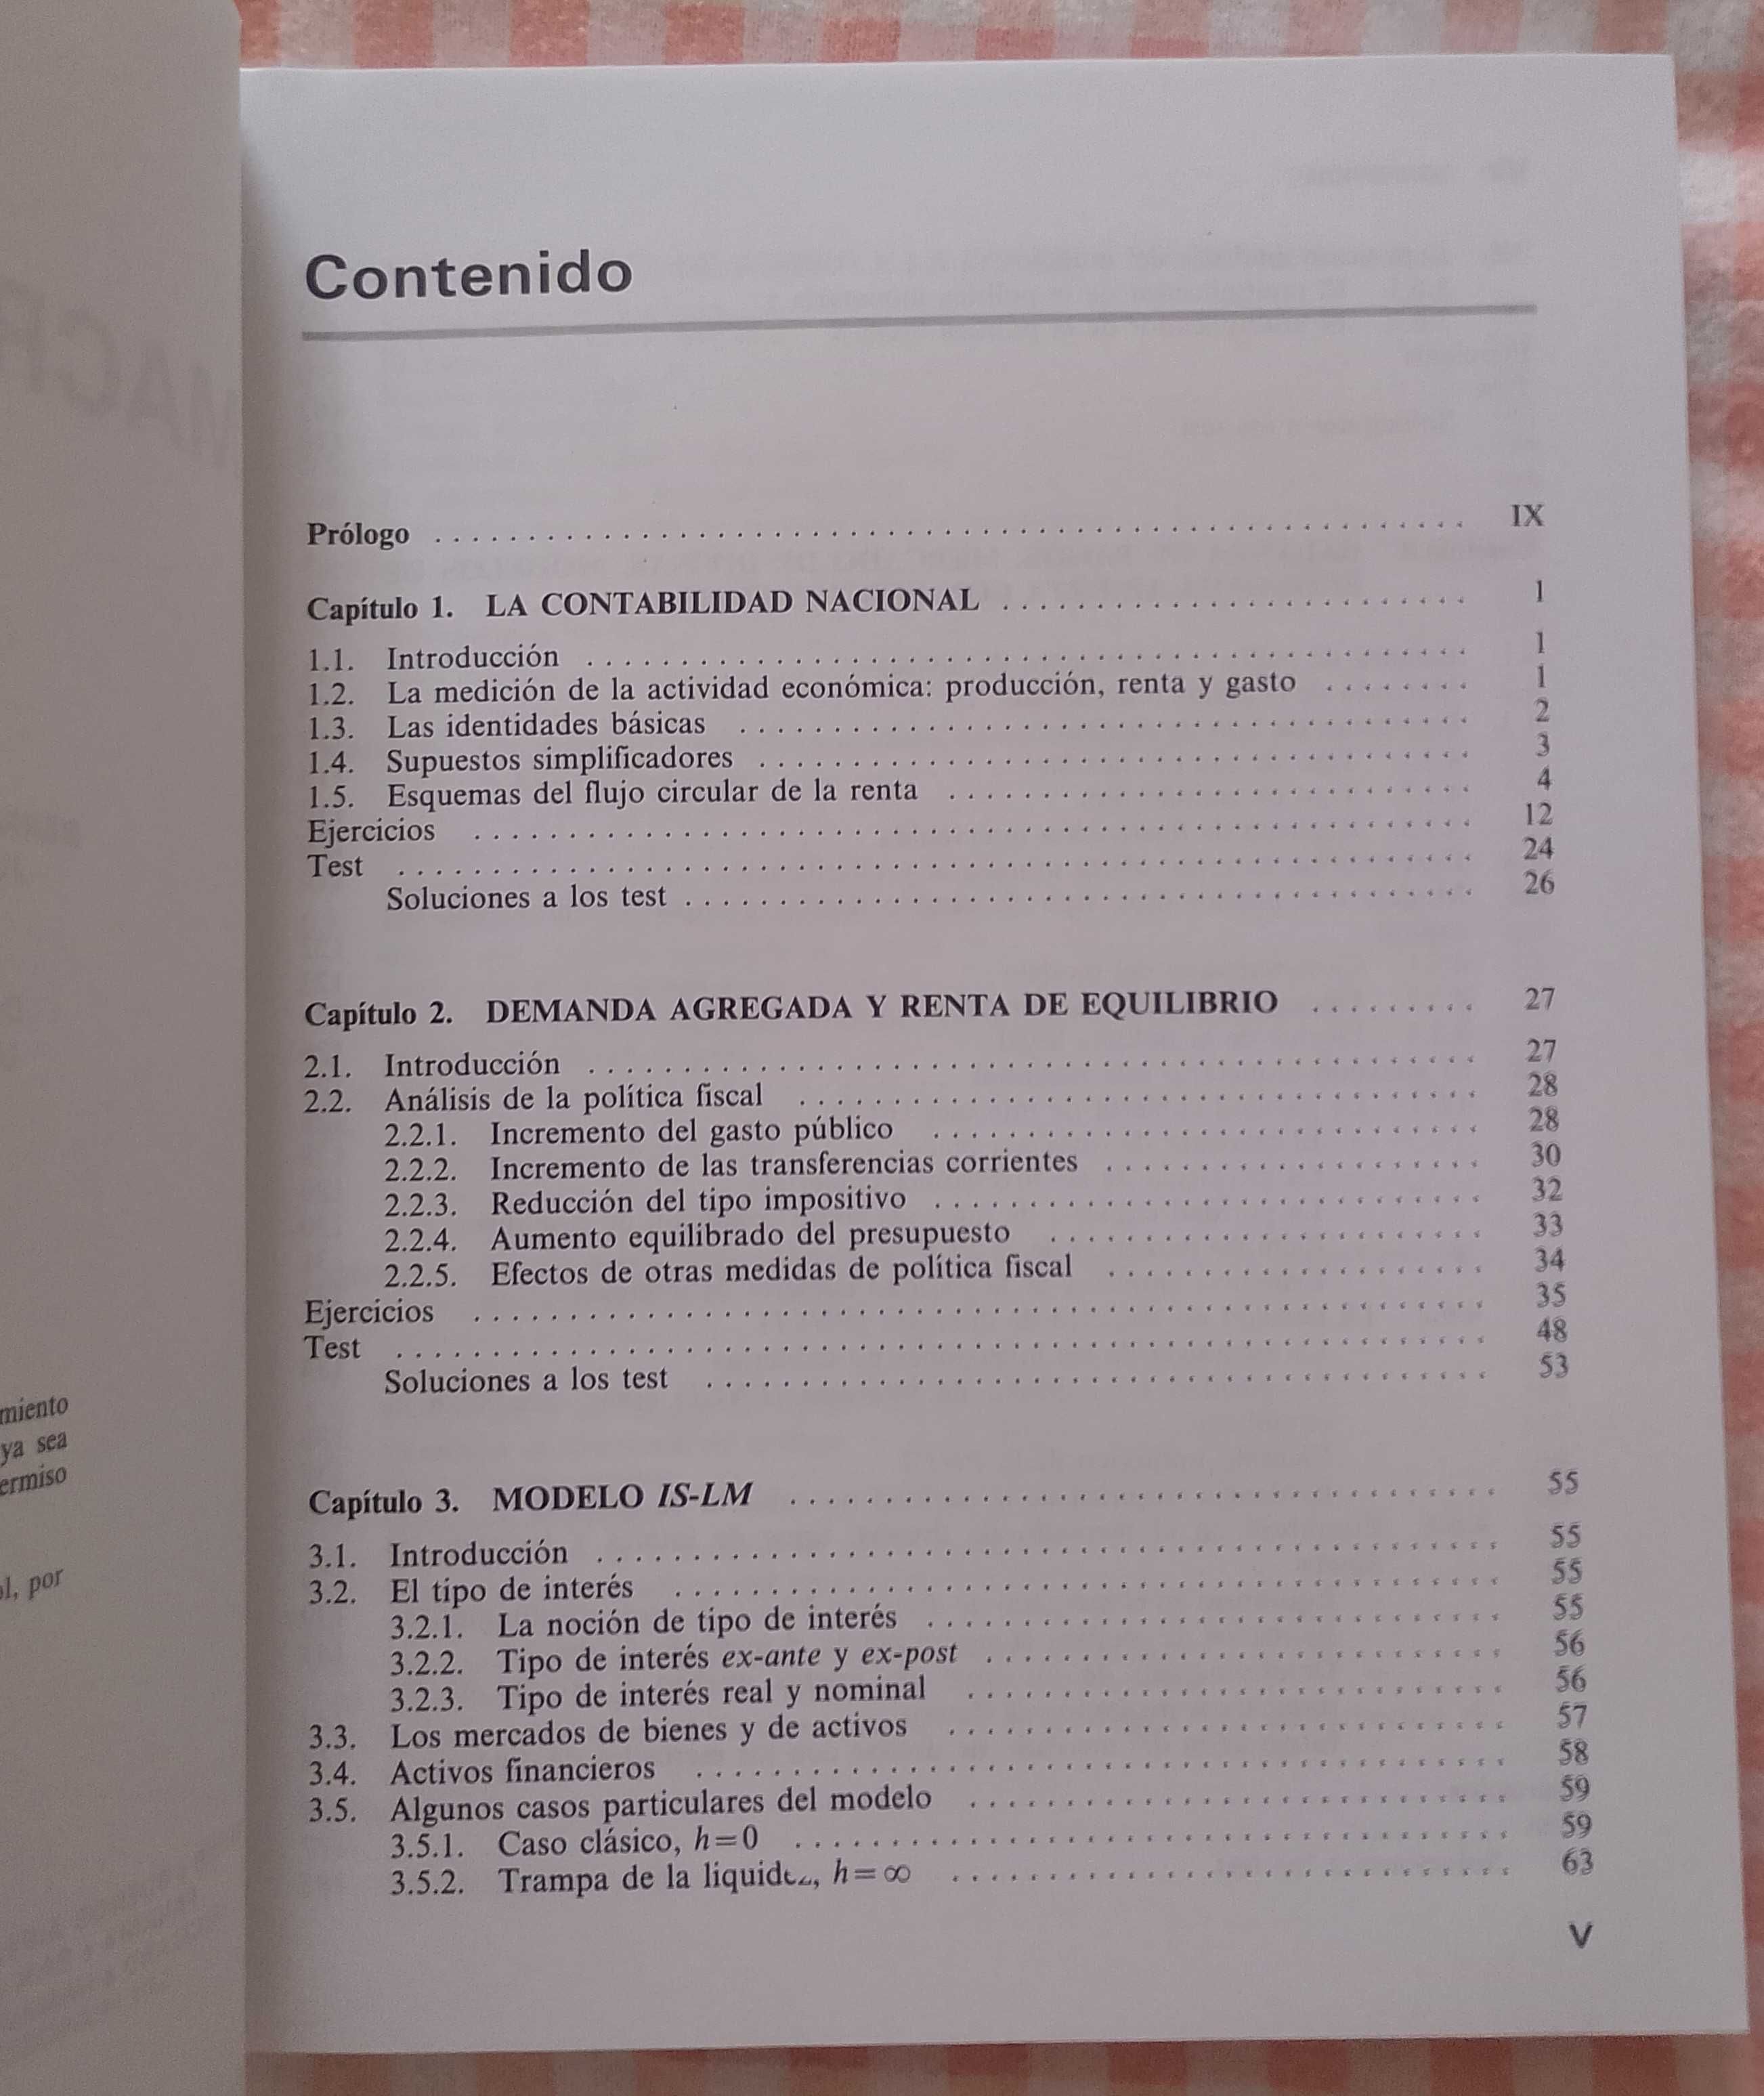 miento
ya sea
ermiso
l, por
Contenido
Prólogo . . . . . . . . . . IX
Capítulo 1. LA CONTABILIDAD NACIONAL . . . . . . . . . . 1
1.1. Introducción . . . . . . . . . . 1
1.2. La medición de la actividad económica: producción, renta y gasto . . . . . . . . 1
1.3. Las identidades básicas . . . . . . . . . . 2
1.4. Supuestos simplificadores . . . . . . . . . . 3
1.5. Esquemas del flujo circular de la renta . . . . . . . . . . 4
Ejercicios . . . . . . . . . . 12
Test . . . . . . . . . . 24
Soluciones a los test . . . . . . . . . . 26
Capítulo 2. DEMANDA AGREGADA Y RENTA DE EQUILIBRIO . . . . . . . . . 27
2.1. Introducción . . . . . . . . . . 27
2.2. Análisis de la política fiscal . . . . . . . . . . 28
2.2.1. Incremento del gasto público . . . . . . . . . . 28
2.2.2. Incremento de las transferencias corrientes . . . . . . . . . . 30
2.2.3. Reducción del tipo impositivo . . . . . . . . . . 32
2.2.4. Aumento equilibrado del presupuesto . . . . . . . . . . 33
2.2.5. Efectos de otras medidas de política fiscal . . . . . . . . . . 34
Ejercicios . . . . . . . . . . 35
Test . . . . . . . . . . 48
Soluciones a los test . . . . . . . . . . 53
Capítulo 3. MODELO IS-LM . . . . . . . . . . 55
3.1. Introducción . . . . . . . . . . 55
3.2. El tipo de interés . . . . . . . . . . 55
3.2.1. La noción de tipo de interés . . . . . . . . . . 55
3.2.2. Tipo de interés ex-ante y ex-post . . . . . . . . . . 56
3.2.3. Tipo de interés real y nominal . . . . . . . . . . 56
3.3. Los mercados de bienes y de activos . . . . . . . . . . 57
3.4. Activos financieros . . . . . . . . . . 58
3.5. Algunos casos particulares del modelo . . . . . . . . . . 59
3.5.1. Caso clásico, h=0 . . . . . . . . . . 59
3.5.2. Trampa de la liquidez, h=∞ . . . . . . . . . . 63
V